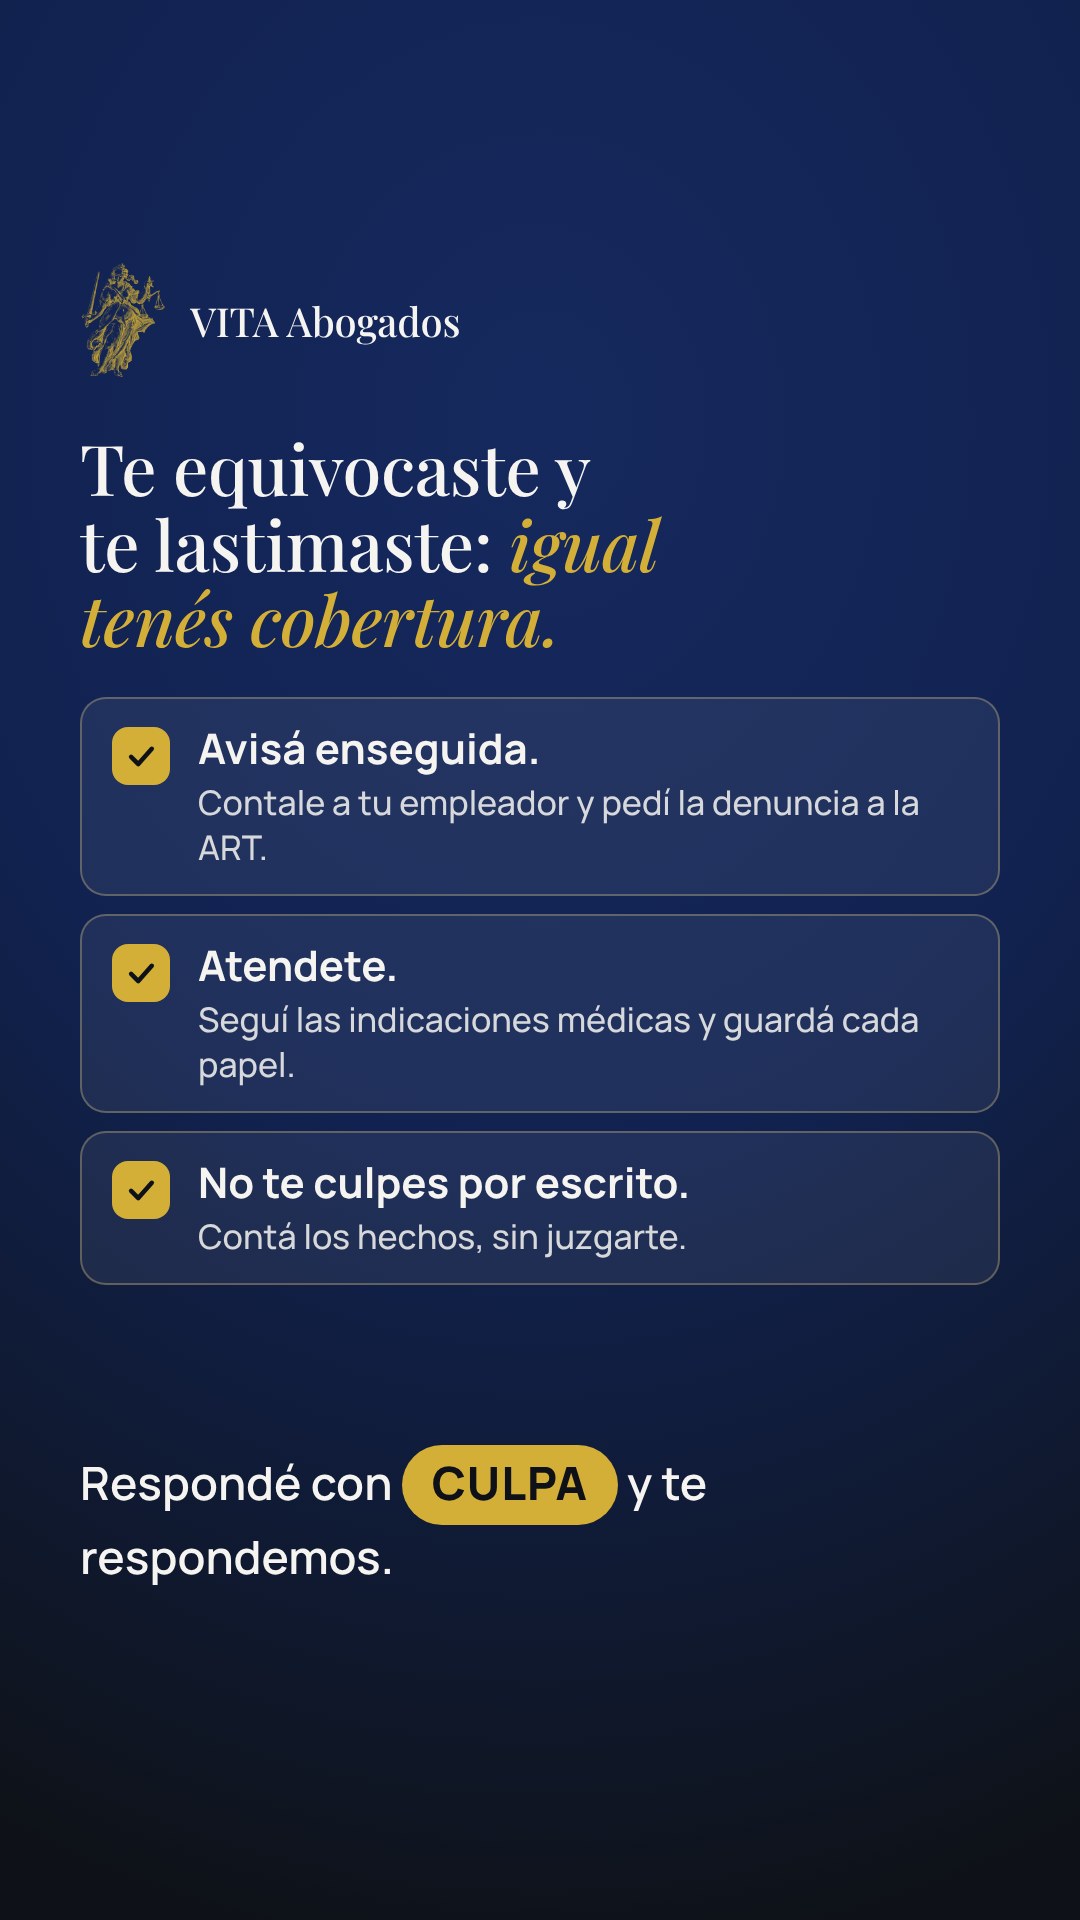 VITA Abogados
Te equivocaste y
te lastimaste: igual
tenés cobertura.
Avisá enseguida.
Contale a tu empleador y pedí la denuncia a la
ART.
Atendete.
Seguí las indicaciones médicas y guardá cada
papel.
No te culpes por escrito.
Contá los hechos, sin juzgarte.
Respondé con CULPA y te
respondemos.